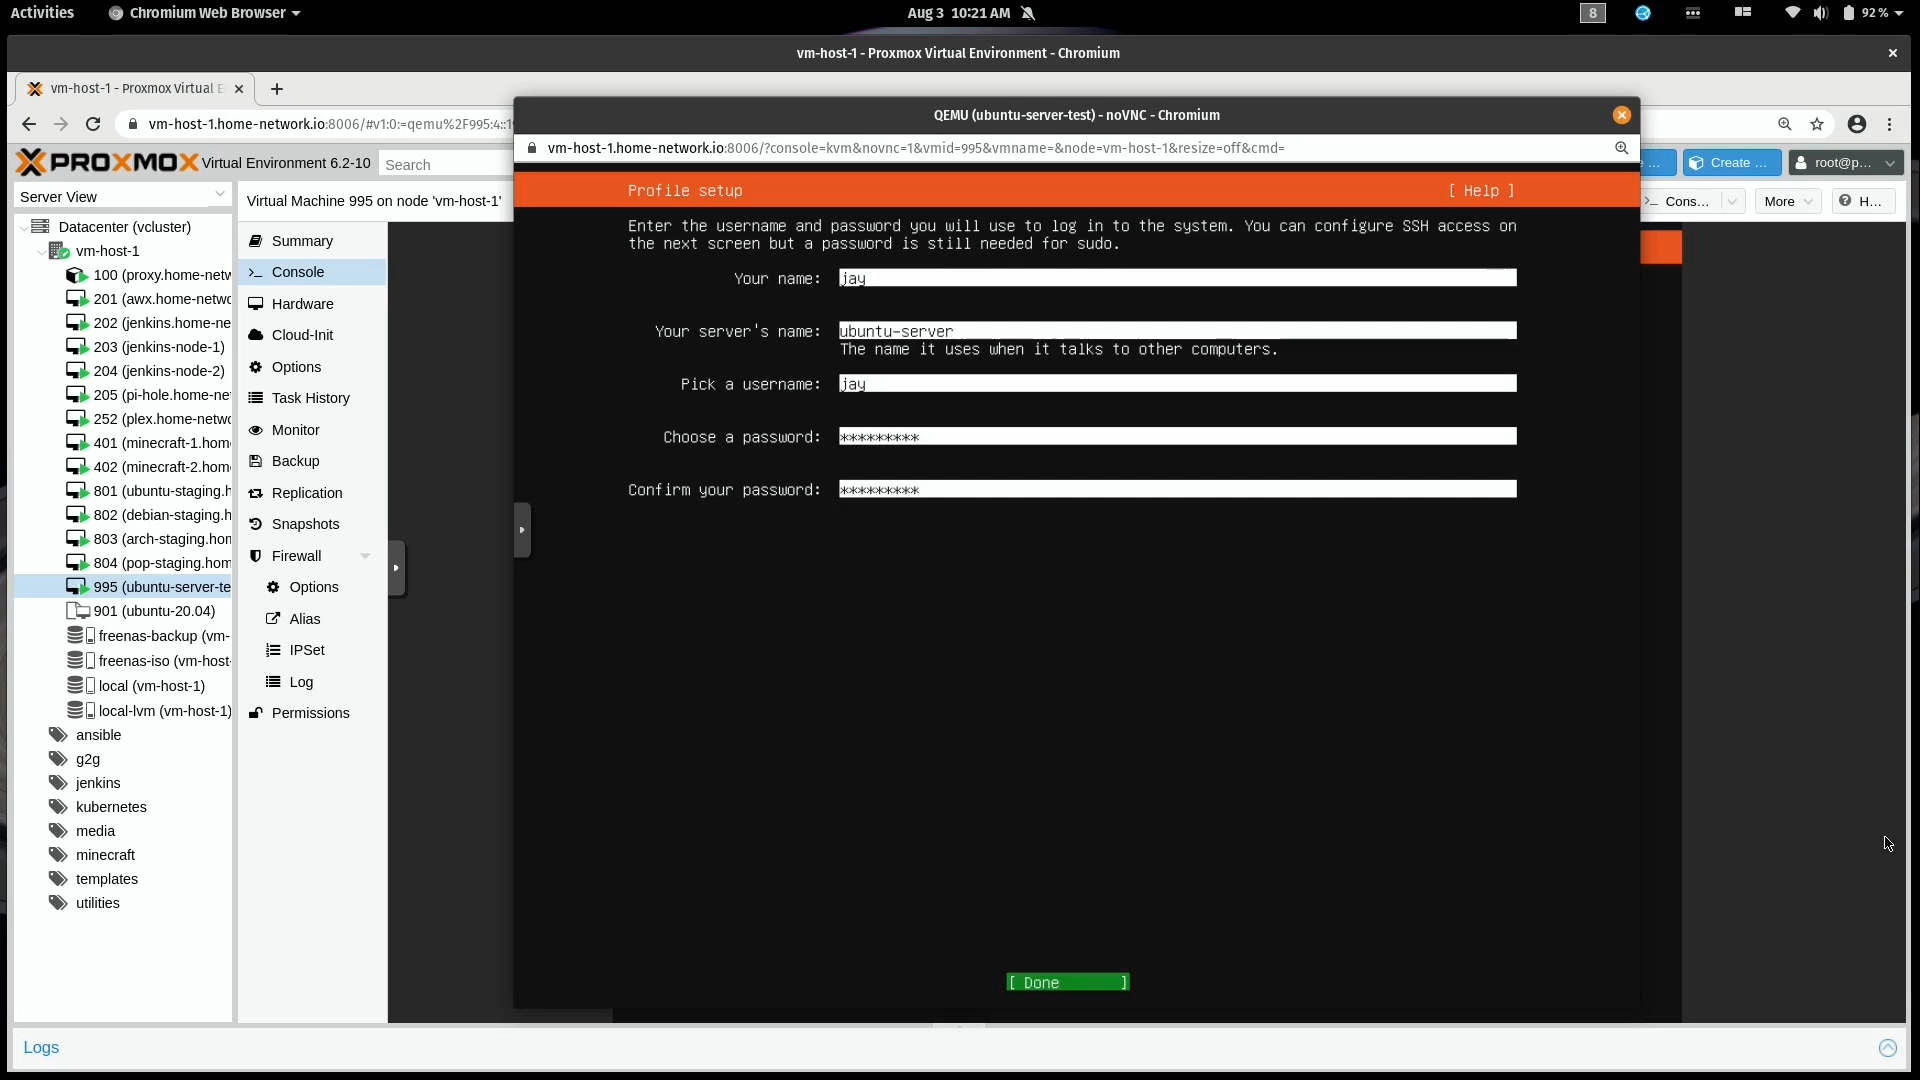 Activities
Chromium Web Browser
Aug 3 10:21 AM
8
92 %
vm-host-1 - Proxmox Virtual Environment - Chromium
vm-host-1 - Proxmox Virtual E
vm-host-1.home-network.io:8006/#v1:0:=qemu%2F995:4::
QEMU (ubuntu-server-test) - noVNC - Chromium
vm-host-1.home-network.io:8006/?console=kvm&novnc=1&vmid=995&vmname=&node=vm-host-1&resize=off&cmd=
PROXMOX Virtual Environment 6.2-10
Search
...
Create ...
root@p...
Server View
Virtual Machine 995 on node 'vm-host-1'
Cons...
More
H...
Datacenter (vcluster)
vm-host-1
100 (proxy.home-netw
201 (awx.home-netwo
202 (jenkins.home-ne
203 (jenkins-node-1)
204 (jenkins-node-2)
205 (pi-hole.home-ne
252 (plex.home-netwo
401 (minecraft-1.hom
402 (minecraft-2.hom
801 (ubuntu-staging.h
802 (debian-staging.h
803 (arch-staging.hom
804 (pop-staging.hom
995 (ubuntu-server-te
901 (ubuntu-20.04)
freenas-backup (vm-
freenas-iso (vm-host-
local (vm-host-1)
local-lvm (vm-host-1)
ansible
g2g
jenkins
kubernetes
media
minecraft
templates
utilities
Summary
Console
Hardware
Cloud-Init
Options
Task History
Monitor
Backup
Replication
Snapshots
Firewall
Options
Alias
IPSet
Log
Permissions
Profile setup [ Help ]
Enter the username and password you will use to log in to the system. You can configure SSH access on
the next screen but a password is still needed for sudo.
Your name: jay
Your server's name: ubuntu-server
The name it uses when it talks to other computers.
Pick a username: jay
Choose a password: *********
Confirm your password: *********
[ Done ]
Logs